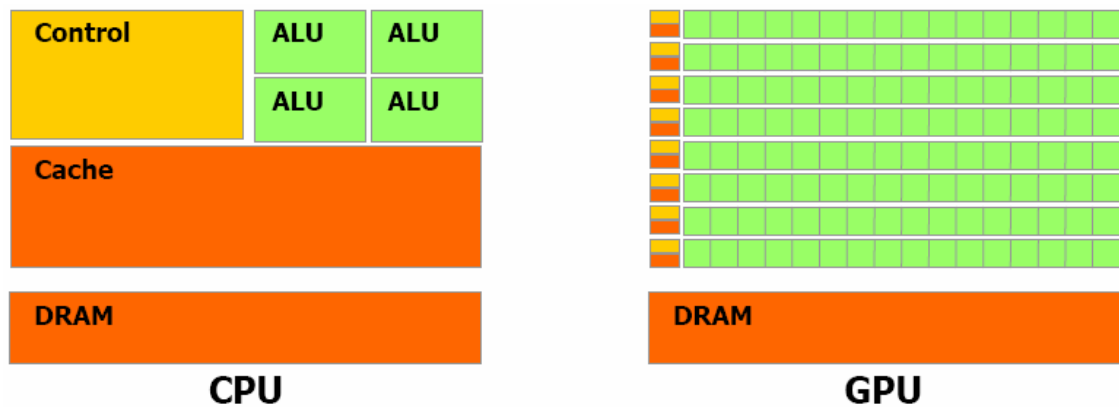 Control
ALU ALU
ALU ALU
Cache
DRAM
CPU
DRAM
GPU